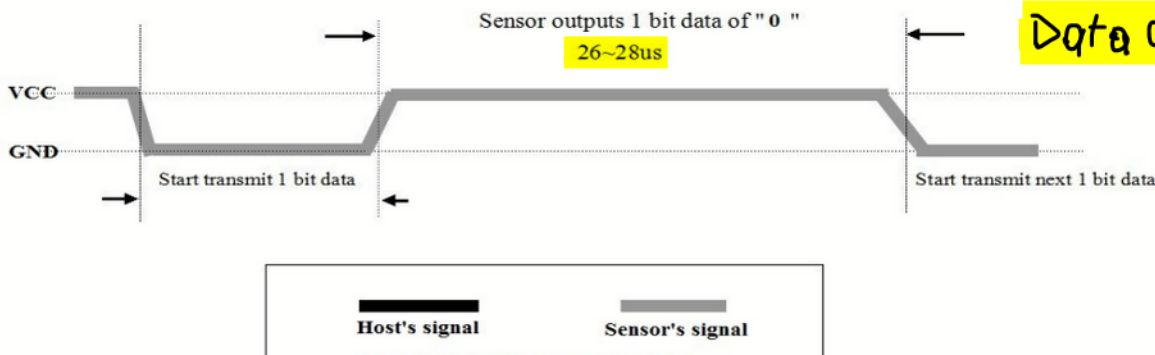 Sensor outputs 1 bit data of " 0 "
26~28us
Data
VCC
GND
Start transmit 1 bit data
Start transmit next 1 bit data
Host's signal
Sensor's signal